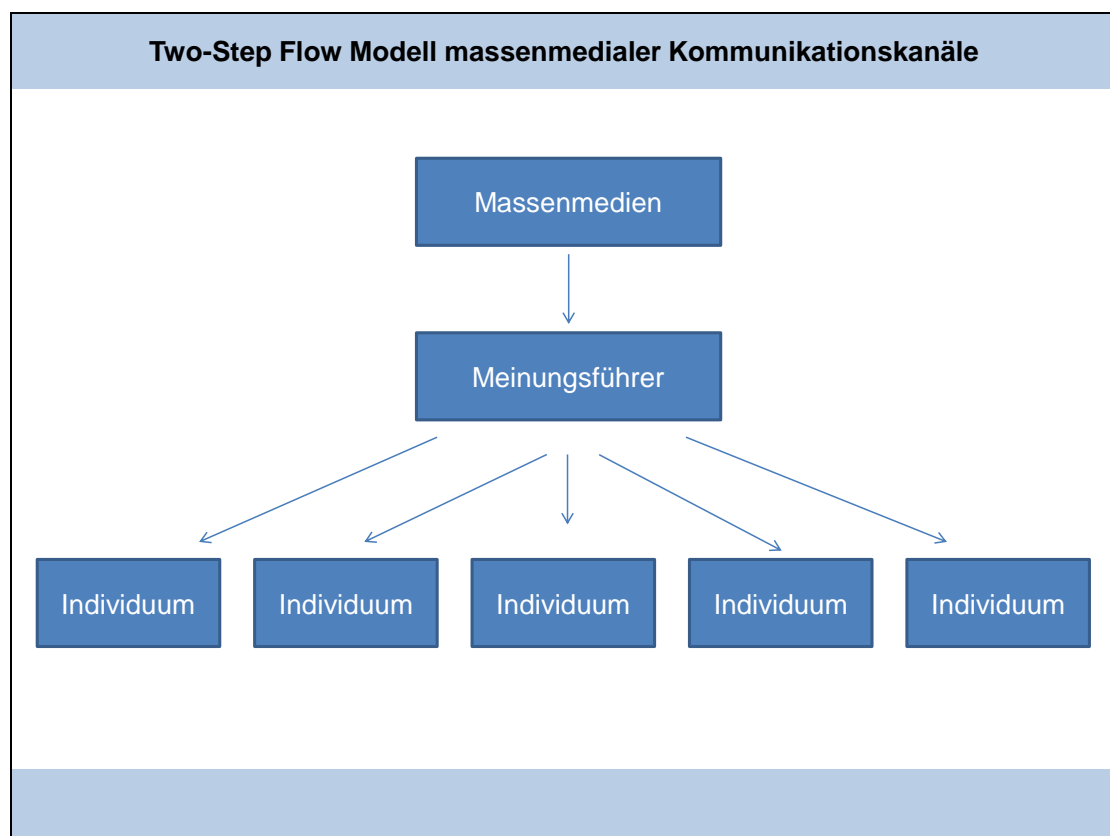 Two-Step Flow Modell massenmedialer Kommunikationskanäle
Massenmedien
Meinungsführer
Individuum
Individuum
Individuum
Individuum
Individuum